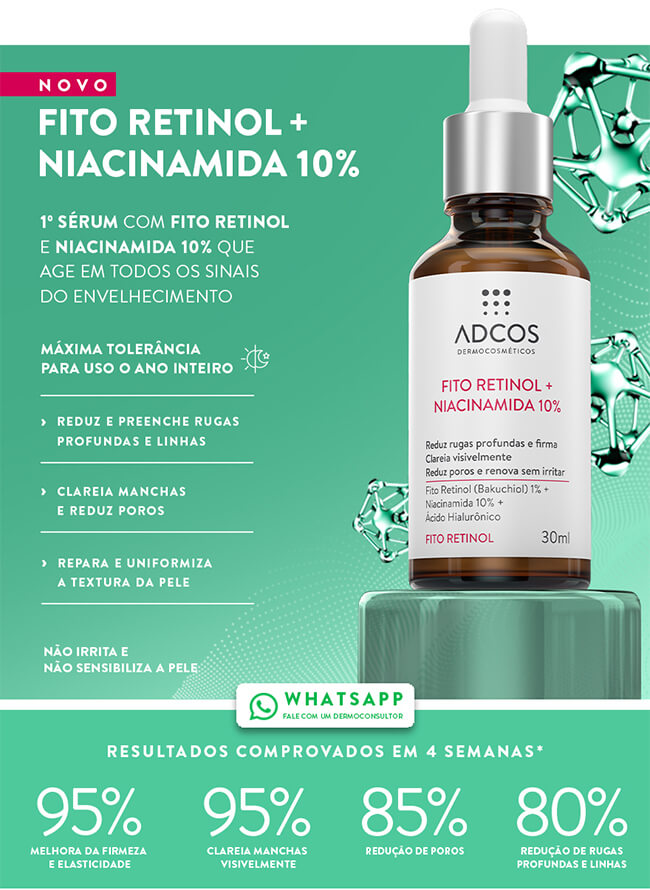 NOVO
FITO RETINOL +
NIACINAMIDA 10%
1º SÉRUM COM FITO RETINOL
E NIACINAMIDA 10% QUE
AGE EM TODOS OS SINAIS
DO ENVELHECIMENTO
MÁXIMA TOLERÂNCIA
PARA USO O ANO INTEIRO
› REDUZ E PREENCHE RUGAS
PROFUNDAS E LINHAS
› CLAREIA MANCHAS
E REDUZ POROS
› REPARA E UNIFORMIZA
A TEXTURA DA PELE
NÃO IRRITA E
NÃO SENSIBILIZA A PELE
ADCOS
DERMOCOSMÉTICOS
FITO RETINOL +
NIACINAMIDA 10%
Reduz rugas profundas e firma
Clareia visivelmente
Reduz poros e renova sem irritar
Fito Retinol (Bakuchiol) 1% +
Niacinamida 10% +
Ácido Hialurônico
FITO RETINOL 30ml
WHATSAPP
FALE COM UM DERMOCONSULTOR
RESULTADOS COMPROVADOS EM 4 SEMANAS*
95%
MELHORA DA FIRMEZA
E ELASTICIDADE
95%
CLAREIA MANCHAS
VISIVELMENTE
85%
REDUÇÃO DE POROS
80%
REDUÇÃO DE RUGAS
PROFUNDAS E LINHAS